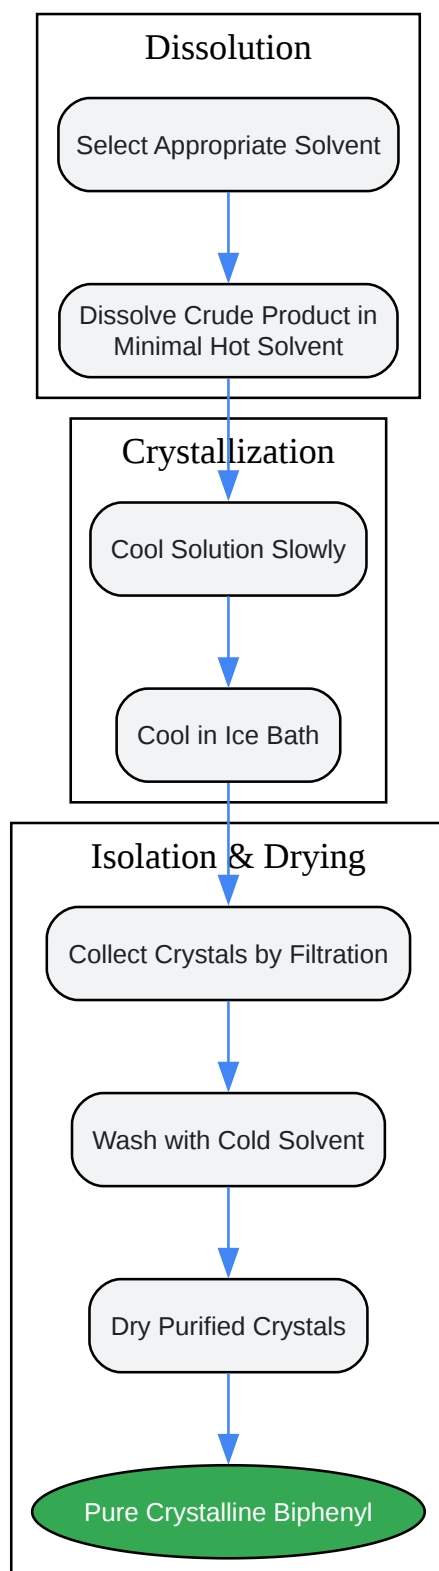 Dissolution
Select Appropriate Solvent
Dissolve Crude Product in
Minimal Hot Solvent
Crystallization
Cool Solution Slowly
Cool in Ice Bath
Isolation & Drying
Collect Crystals by Filtration
Wash with Cold Solvent
Dry Purified Crystals
Pure Crystalline Biphenyl